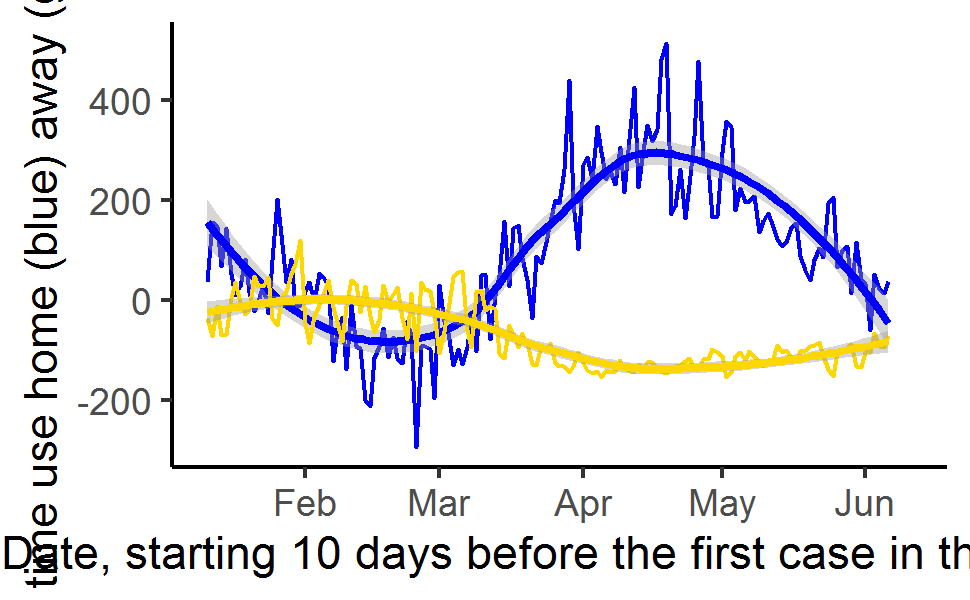 time use home (blue) away (
400
200
0
-200
Feb Mar Apr May Jun
Date, starting 10 days before the first case in th